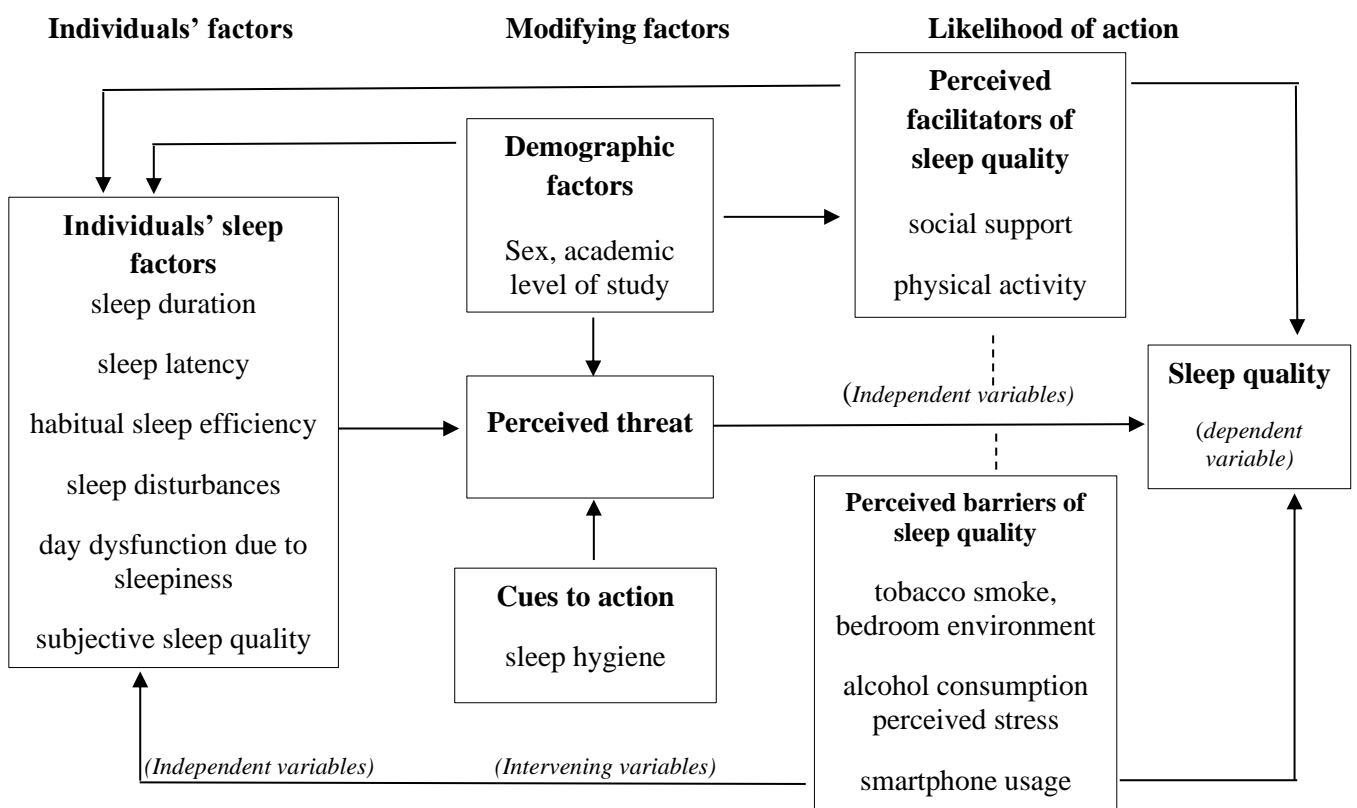 Individuals’ factors
Modifying factors
Likelihood of action
Perceived
facilitators of
sleep quality
social support
physical activity
Demographic
factors
Sex, academic
level of study
Individuals’ sleep
factors
sleep duration
sleep latency
habitual sleep efficiency
sleep disturbances
day dysfunction due to
sleepiness
subjective sleep quality
Perceived threat
(Independent variables)
Sleep quality
(dependent
variable)
Cues to action
sleep hygiene
Perceived barriers of
sleep quality
tobacco smoke,
bedroom environment
alcohol consumption
perceived stress
smartphone usage
(Independent variables)
(Intervening variables)